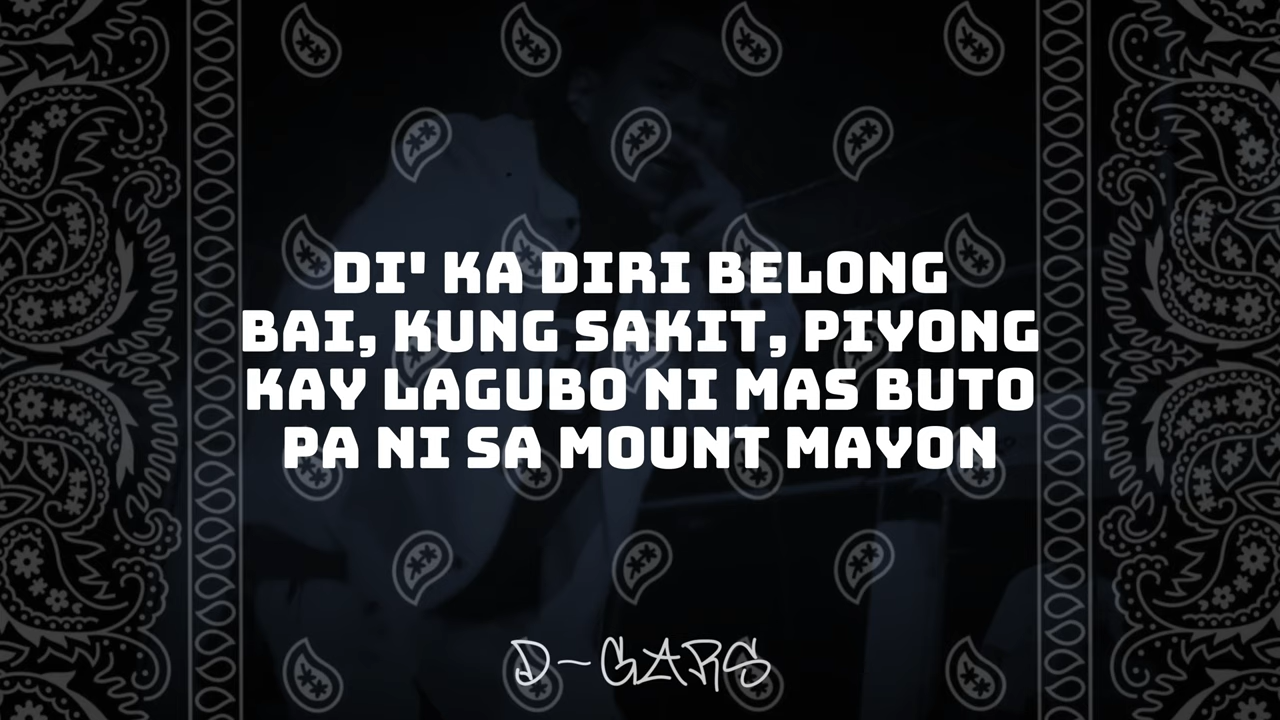 DI' KA DIRI BELONG
BAI, KUNG SAKIT, PIYONG
KAY LAGUBO NI MAS BUTO
PA NI SA MOUNT MAYON
D-GARS